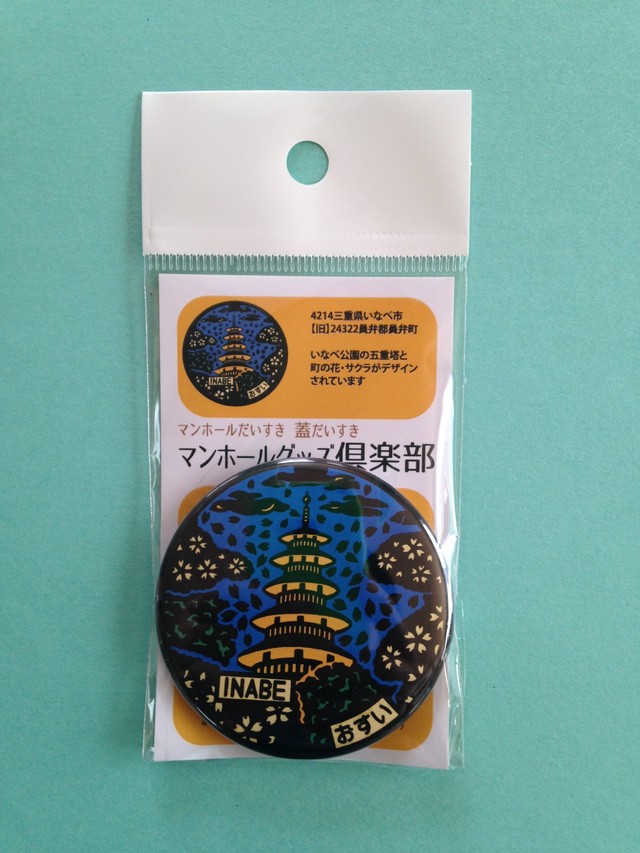 4214三重県いなべ市
【旧】24322員弁郡員弁町
いなべ公園の五重塔と
町の花・サクラがデザイン
されています
INABE
おすい
マンホールだいすき 蓋だいすき
マンホールグッズ倶楽部
INABE
おすい